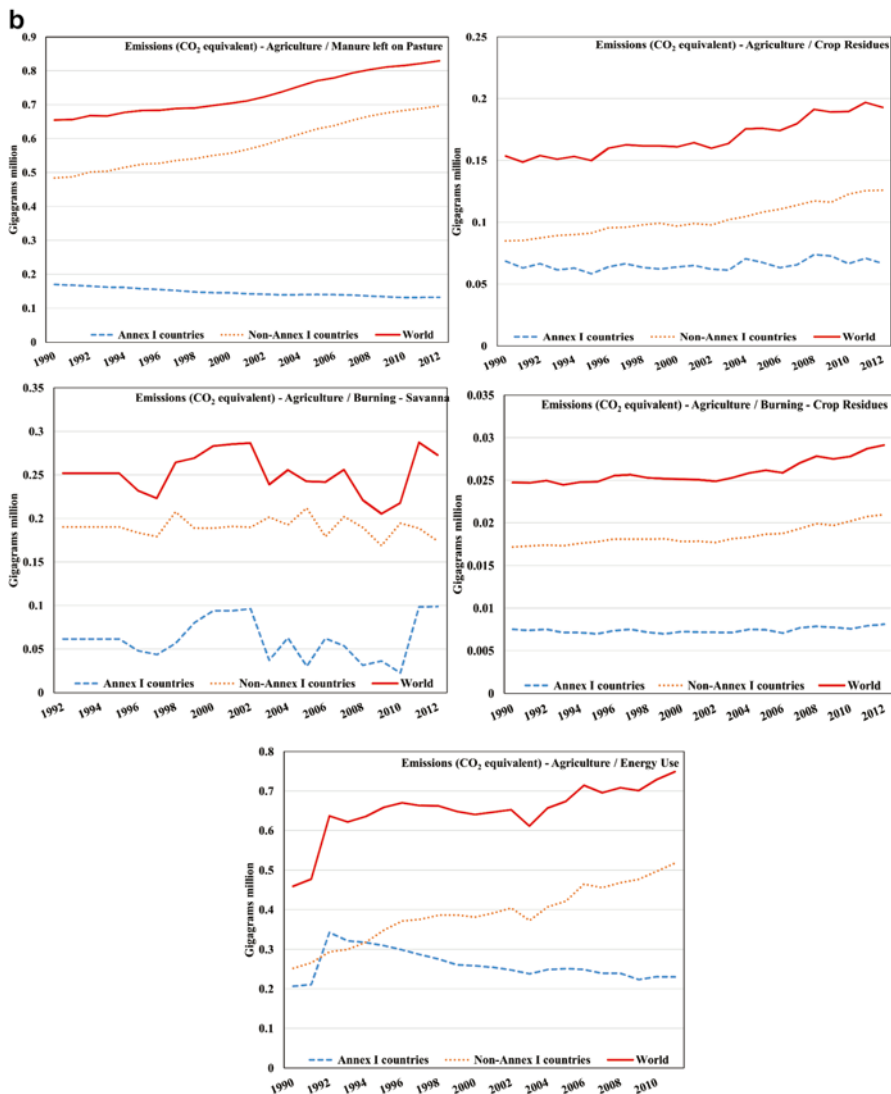 b
Emissions (CO₂ equivalent) - Agriculture / Manure left on Pasture
Gigagrams million
0.9
0.8
0.7
0.6
0.5
0.4
0.3
0.2
0.1
0
Annex I countries Non-Annex I countries World
1990 1992 1994 1996 1998 2000 2002 2004 2006 2008 2010 2012
Emissions (CO₂ equivalent) - Agriculture / Crop Residues
Gigagrams million
0.25
0.2
0.15
0.1
0.05
0
Annex I countries Non-Annex I countries World
1990 1992 1994 1996 1998 2000 2002 2004 2006 2008 2010 2012
Emissions (CO₂ equivalent) - Agriculture / Burning - Savanna
Gigagrams million
0.35
0.3
0.25
0.2
0.15
0.1
0.05
0
Annex I countries Non-Annex I countries World
1992 1994 1996 1998 2000 2002 2004 2006 2008 2010 2012
Emissions (CO₂ equivalent) - Agriculture / Burning - Crop Residues
Gigagrams million
0.035
0.03
0.025
0.02
0.015
0.01
0.005
0
Annex I countries Non-Annex I countries World
1990 1992 1994 1996 1998 2000 2002 2004 2006 2008 2010 2012
Emissions (CO₂ equivalent) - Agriculture / Energy Use
Gigagrams million
0.8
0.7
0.6
0.5
0.4
0.3
0.2
0.1
0
Annex I countries Non-Annex I countries World
1990 1992 1994 1996 1998 2000 2002 2004 2006 2008 2010